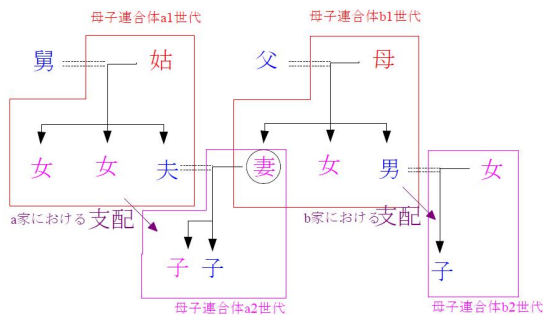 母子連合体a1世代
母子連合体b1世代
舅
姑
父
母
女
女
夫
妻
女
男
女
a家における支配
b家における支配
子
子
子
母子連合体a2世代
母子連合体b2世代